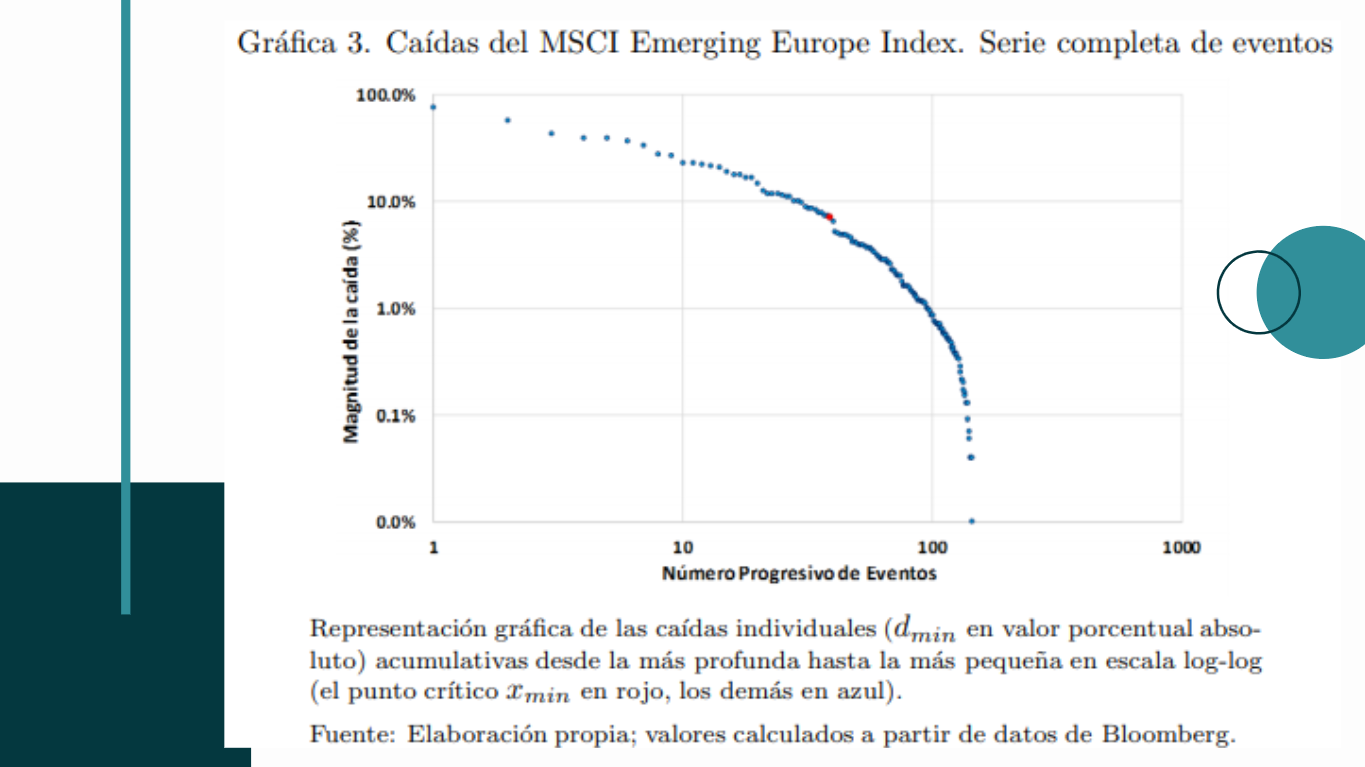 Gráfica 3. Caídas del MSCI Emerging Europe Index. Serie completa de eventos
100.0%
10.0%
1.0%
0.1%
0.0%
Magnitud de la caída (%)
1 10 100 1000
Número Progresivo de Eventos
Representación gráfica de las caídas individuales (dmin en valor porcentual abso-
luto) acumulativas desde la más profunda hasta la más pequeña en escala log-log
(el punto crítico xmin en rojo, los demás en azul).
Fuente: Elaboración propia; valores calculados a partir de datos de Bloomberg.